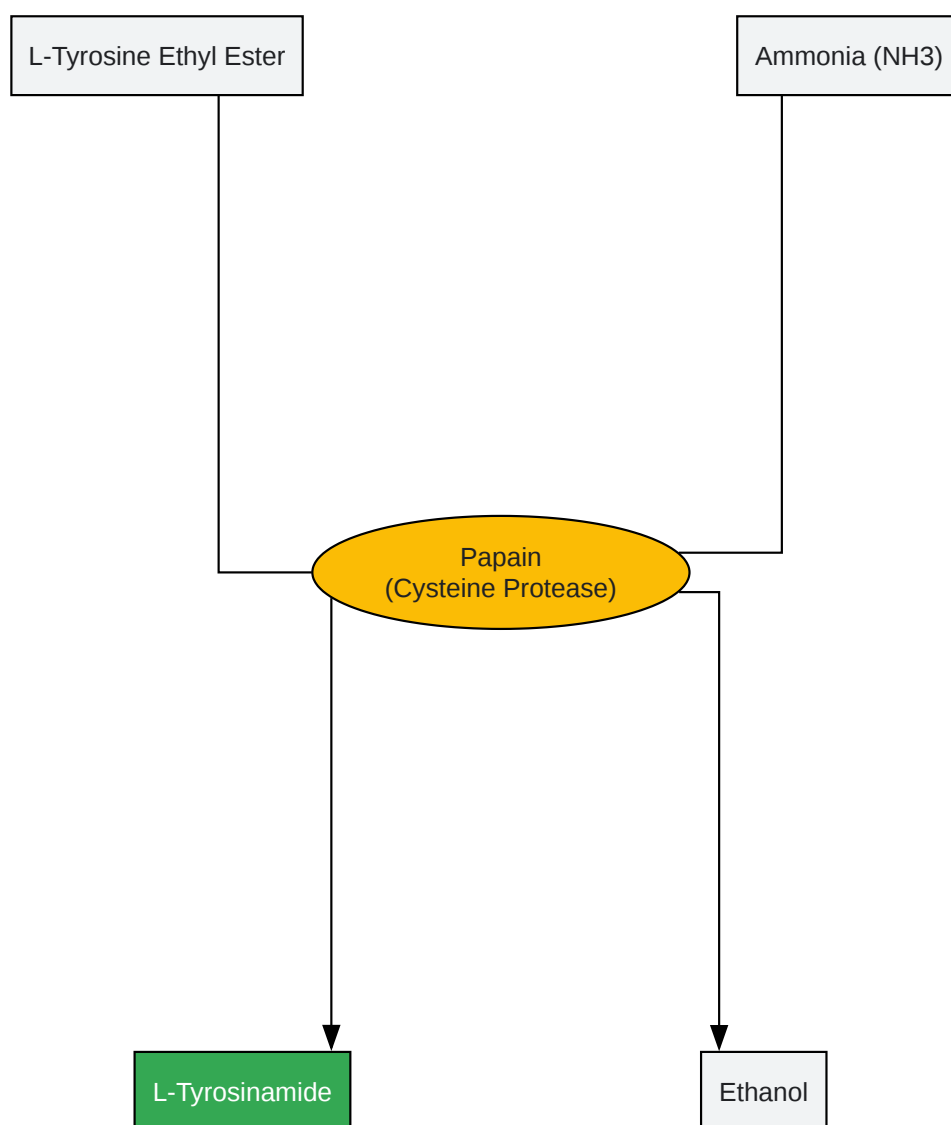 L-Tyrosine Ethyl Ester
Ammonia (NH3)
Papain
(Cysteine Protease)
L-Tyrosinamide
Ethanol